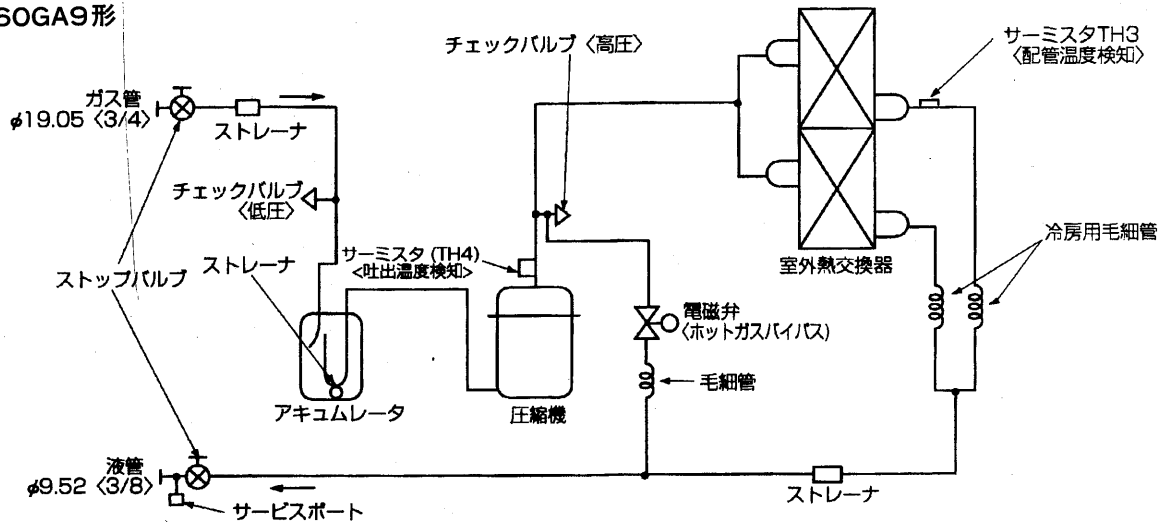 60GA9形
チェックバルブ〈高圧〉
サーミスタTH3
〈配管温度検知〉
ガス管
φ19.05〈3/4〉
ストレーナ
チェックバルブ
〈低圧〉
ストレーナ
ストップバルブ
サーミスタ(TH4)
<吐出温度検知>
冷房用毛細管
室外熱交換器
電磁弁
〈ホットガスバイパス〉
毛細管
アキュムレータ
圧縮機
液管
φ9.52〈3/8〉
ストレーナ
サービスポート